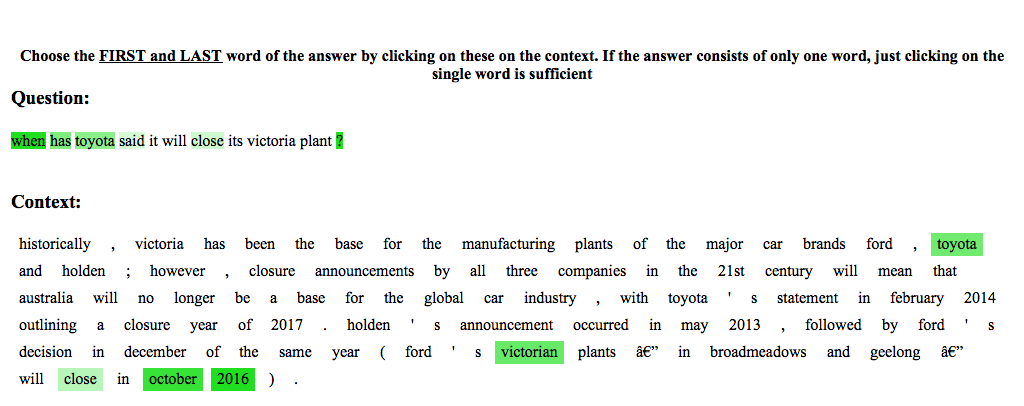 Choose the FIRST and LAST word of the answer by clicking on these on the context. If the answer consists of only one word, just clicking on the
single word is sufficient
Question:
when has toyota said it will close its victoria plant ?
Context:
historically , victoria has been the base for the manufacturing plants of the major car brands ford , toyota
and holden ; however , closure announcements by all three companies in the 21st century will mean that
australia will no longer be a base for the global car industry , with toyota ' s statement in february 2014
outlining a closure year of 2017 . holden ' s announcement occurred in may 2013 , followed by ford ' s
decision in december of the same year ( ford ' s victorian plants â€” in broadmeadows and geelong â€”
will close in october 2016 ) .